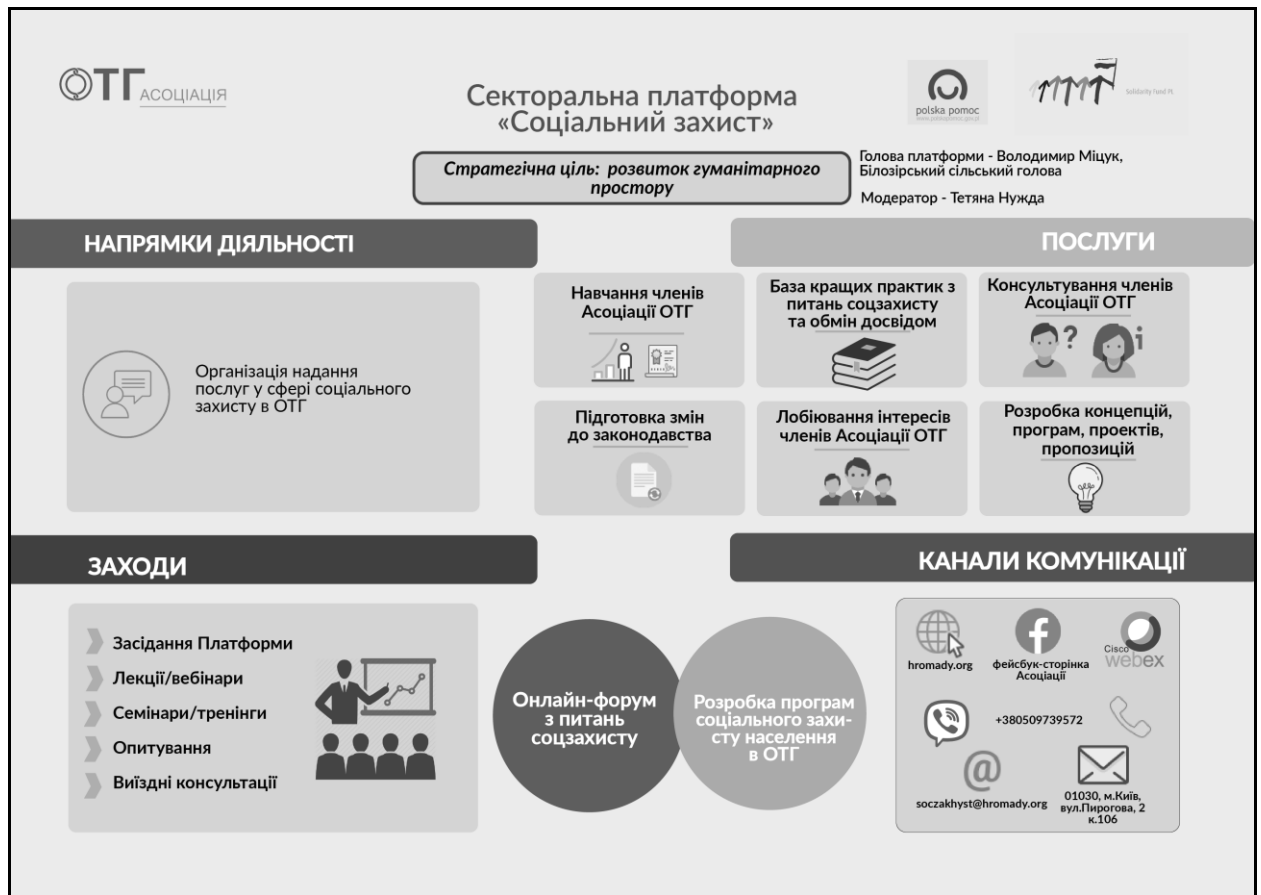 ОТГ АСОЦІАЦІЯ
Секторальна платформа
«Соціальний захист»
polska pomoc
www.polskapomoc.gov.pl
Solidarity Fund PL
Стратегічна ціль: розвиток гуманітарного
простору
Голова платформи - Володимир Міцук,
Білозірський сільський голова
Модератор - Тетяна Нужда
НАПРЯМКИ ДІЯЛЬНОСТІ
Організація надання
послуг у сфері соціального
захисту в ОТГ
ПОСЛУГИ
Навчання членів
Асоціації ОТГ
База кращих практик з
питань соцзахисту
та обмін досвідом
Консультування членів
Асоціації ОТГ
? i
Підготовка змін
до законодавства
Лобіювання інтересів
членів Асоціації ОТГ
Розробка концепцій,
програм, проектів,
пропозицій
ЗАХОДИ
Засідання Платформи
Лекції/вебінари
Семінари/тренінги
Опитування
Виїздні консультації
Онлайн-форум
з питань
соцзахисту
Розробка програм
соціального захи-
сту населення
в ОТГ
КАНАЛИ КОМУНІКАЦІЇ
hromady.org
фейсбук-сторінка
Асоціації
Cisco
webex
+380509739572
@
soczakhyst@hromady.org
01030, м.Київ,
вул.Пирогова, 2
к.106